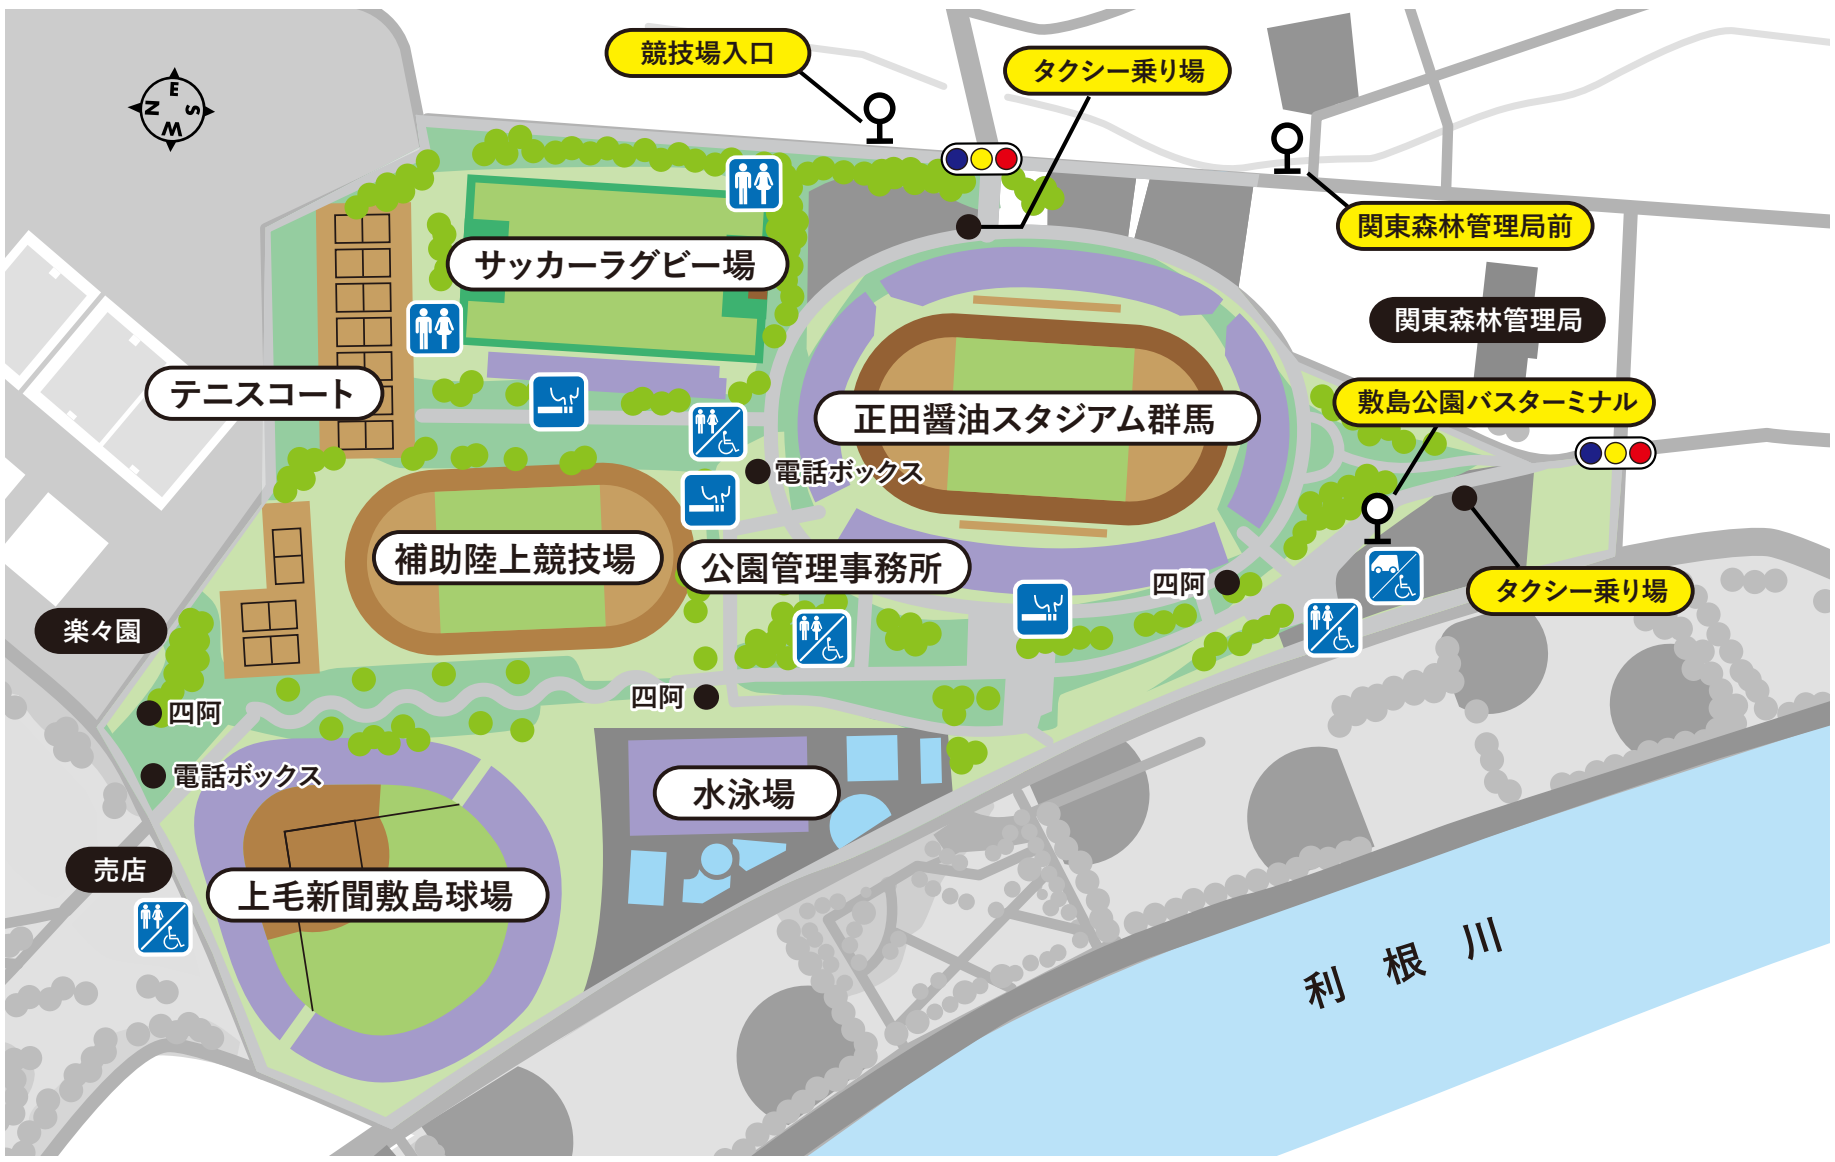 競技場入口
タクシー乗り場
E
N
S
W
関東森林管理局前
サッカーラグビー場
関東森林管理局
テニスコート
敷島公園バスターミナル
正田醤油スタジアム群馬
電話ボックス
補助陸上競技場
公園管理事務所
四阿
タクシー乗り場
楽々園
四阿
四阿
電話ボックス
水泳場
売店
上毛新聞敷島球場
利根川